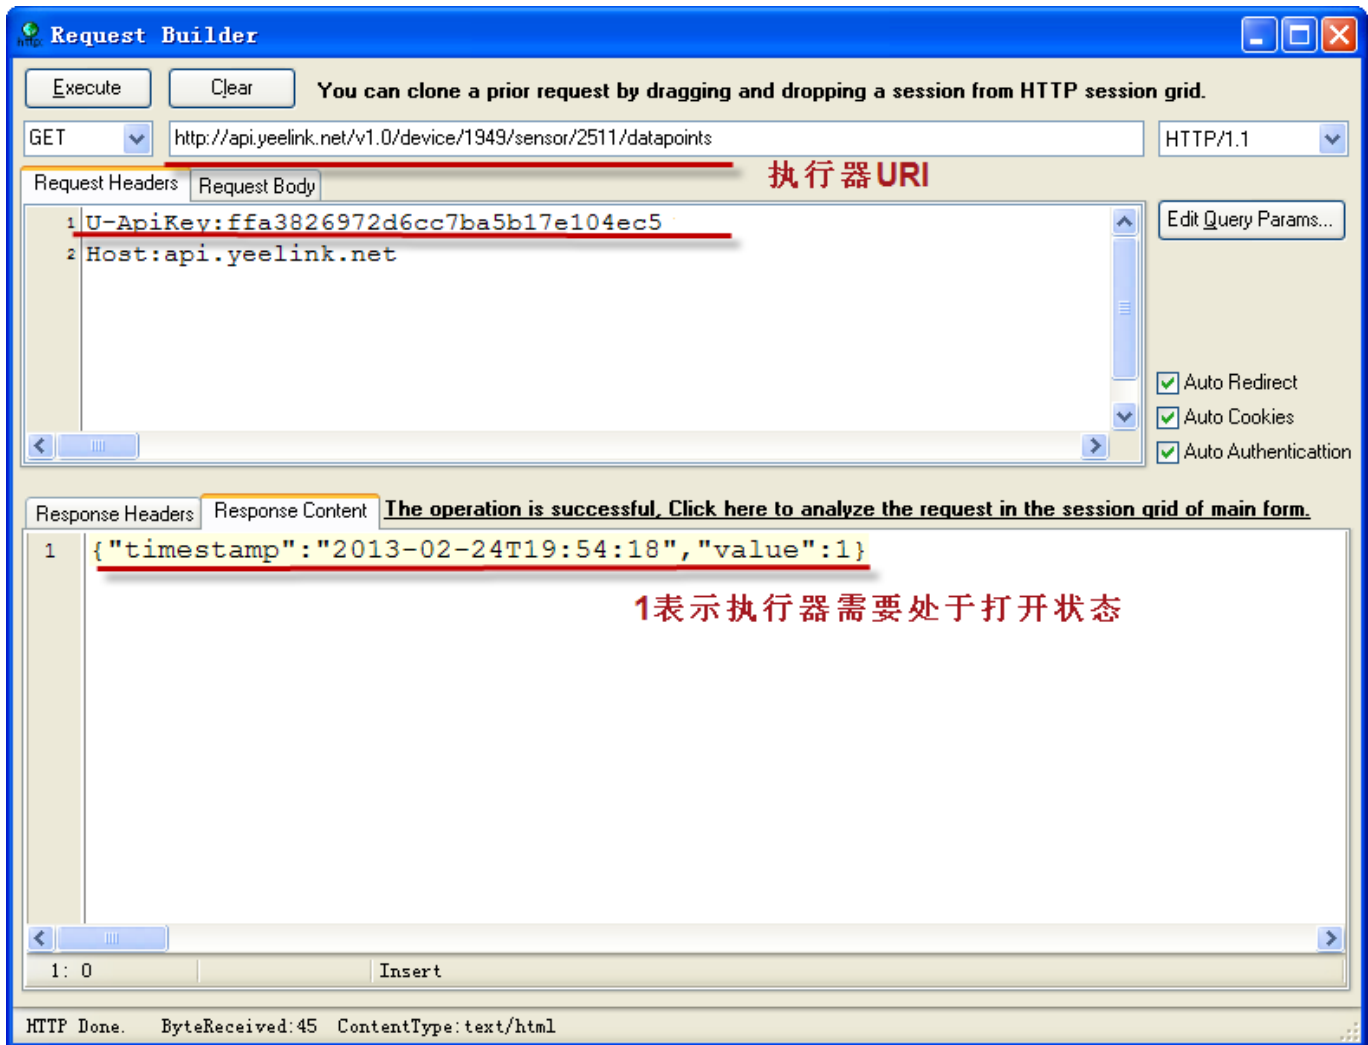 Request Builder
Execute Clear You can clone a prior request by dragging and dropping a session from HTTP session grid.
GET http://api.yeelink.net/v1.0/device/1949/sensor/2511/datapoints HTTP/1.1
执行器URI
Request Headers Request Body
1 U-ApiKey:ffa3826972d6cc7ba5b17e104ec5
Edit Query Params...
2 Host:api.yeelink.net
Auto Redirect
Auto Cookies
Auto Authenticattion
Response Headers Response Content The operation is successful, Click here to analyze the request in the session grid of main form.
1 {"timestamp":"2013-02-24T19:54:18","value":1}
1表示执行器需要处于打开状态
1: 0 Insert
HTTP Done. ByteReceived:45 ContentType:text/html